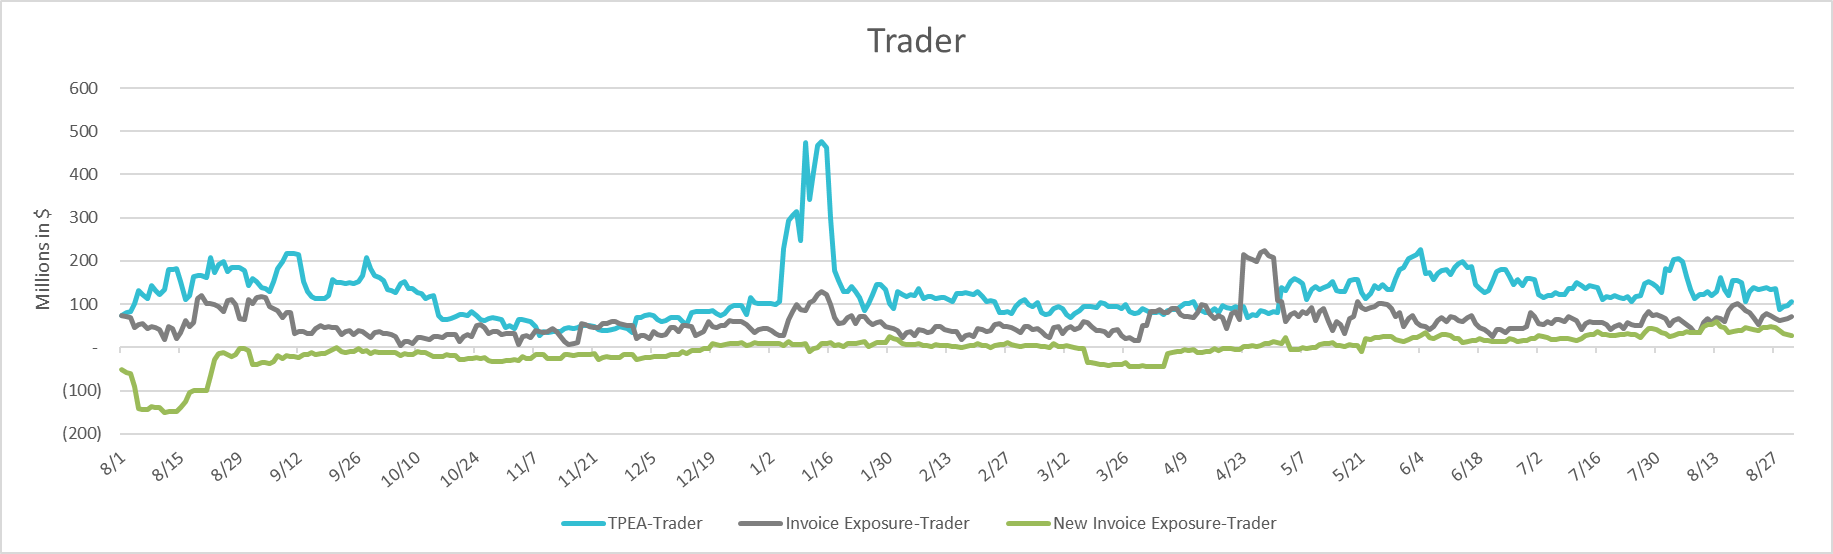 Trader
Millions in $
600
500
400
300
200
100
-
(100)
(200)
8/1 8/15 8/29 9/12 9/26 10/10 10/24 11/7 11/21 12/5 12/19 1/2 1/16 1/30 2/13 2/27 3/12 3/26 4/9 4/23 5/7 5/21 6/4 6/18 7/2 7/16 7/30 8/13 8/27
TPEA-Trader Invoice Exposure-Trader New Invoice Exposure-Trader